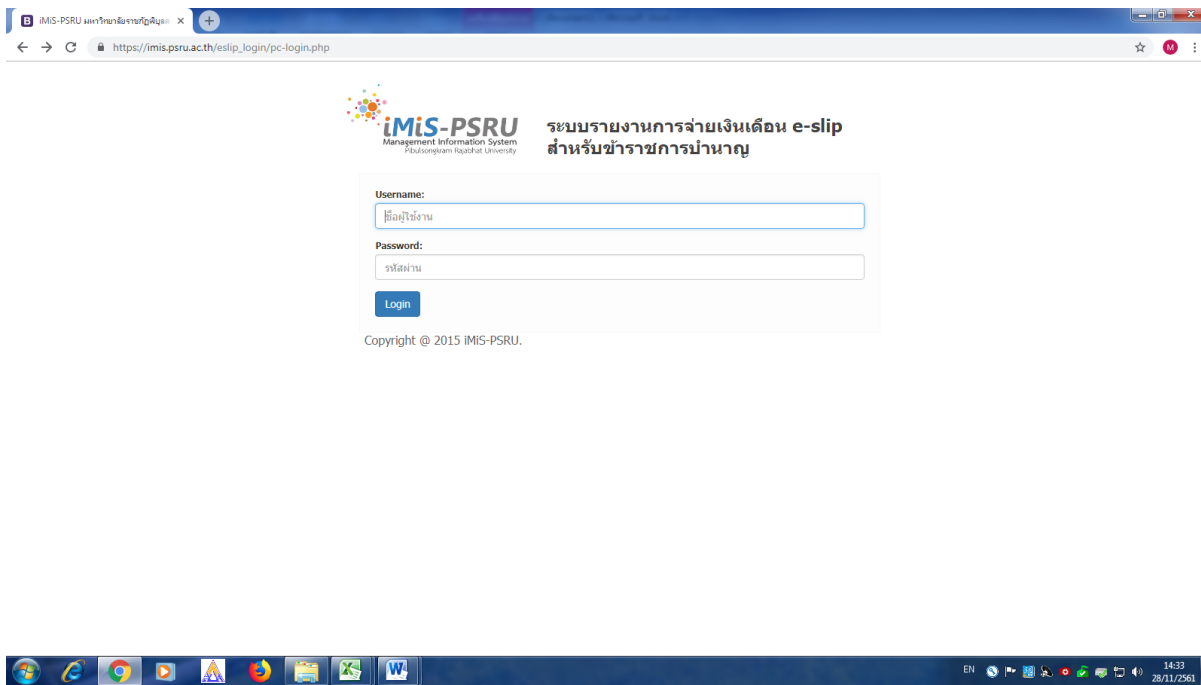 iMiS-PSRU มหาวิทยาลัยราชภัฏพิบูลส
https://imis.psru.ac.th/eslip_login/pc-login.php
M
iMiS-PSRU
Management Information System
Pibulsongkram Rajabhat University
ระบบรายงานการจ่ายเงินเดือน e-slip
สำหรับข้าราชการบำนาญ
Username:
ชื่อผู้ใช้งาน
Password:
รหัสผ่าน
Login
Copyright @ 2015 iMiS-PSRU.
EN
14:33
28/11/2561